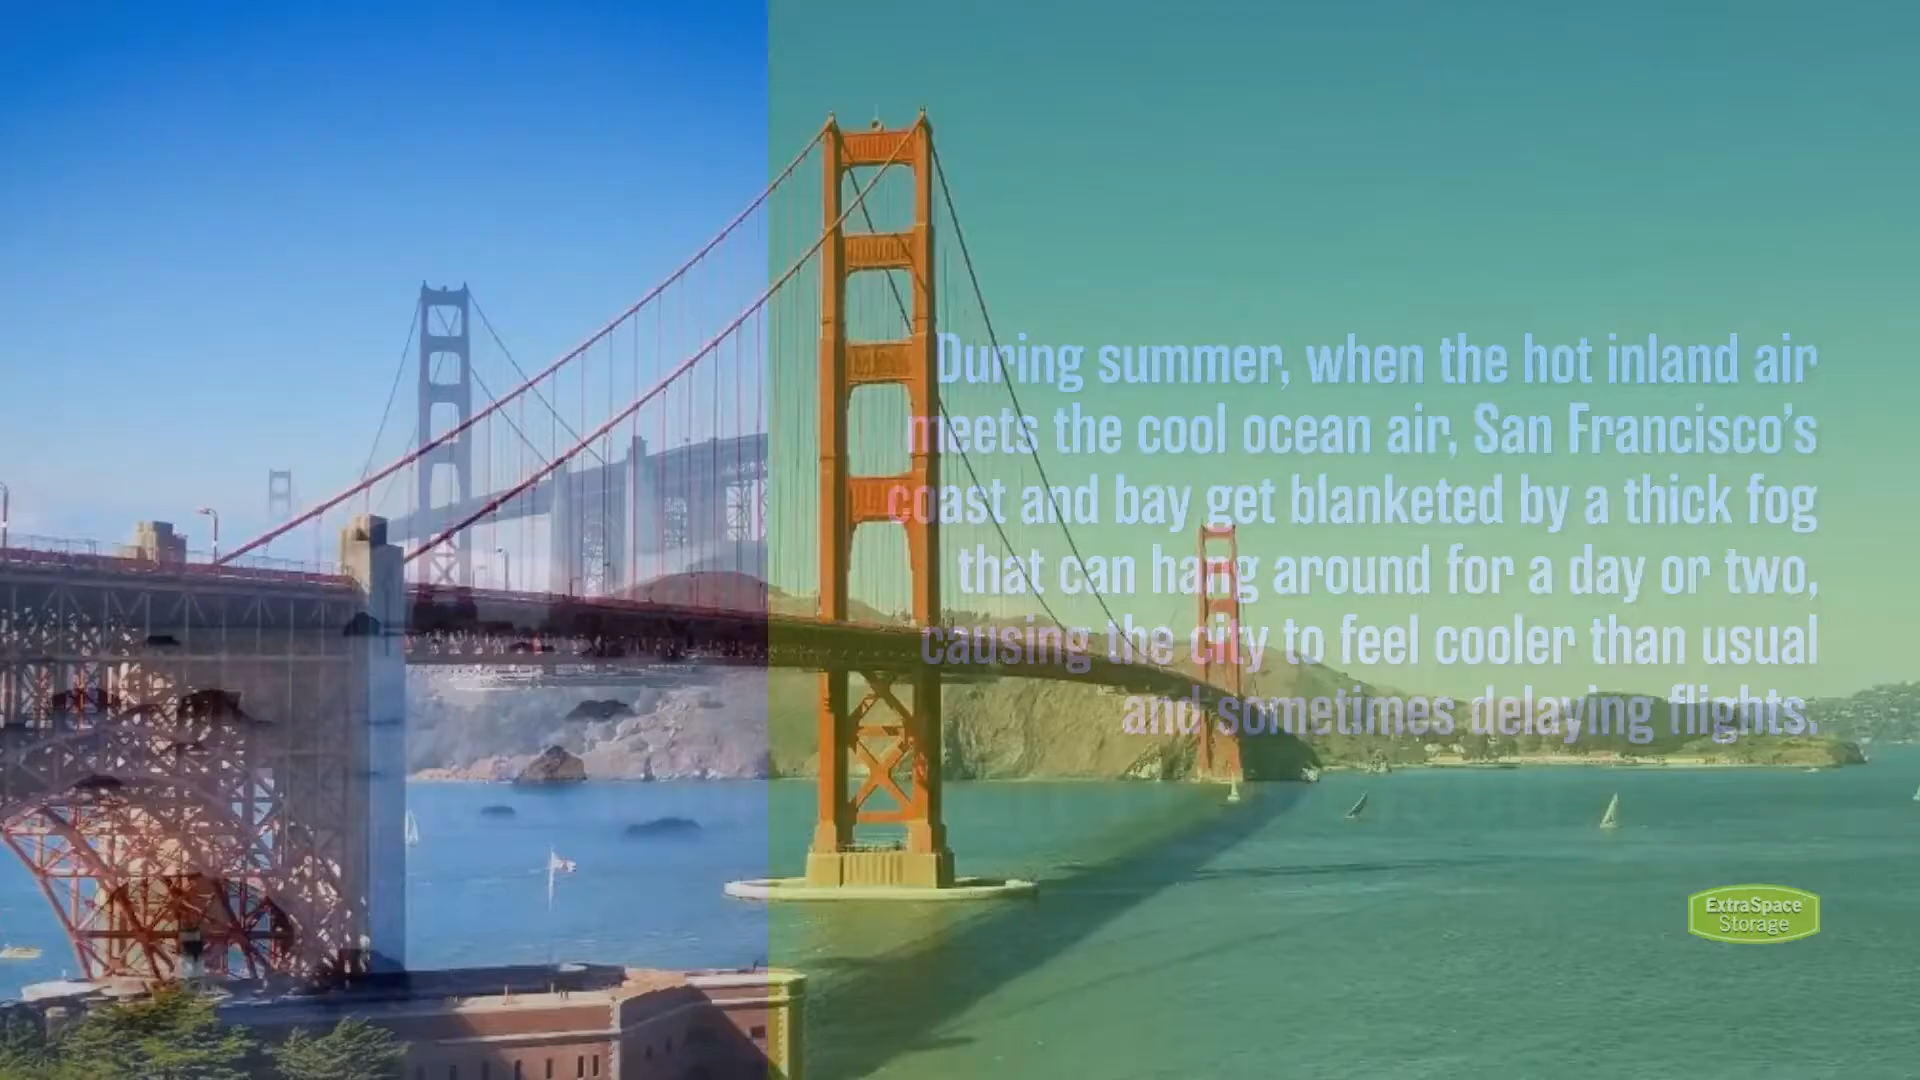 During summer, when the hot inland air
meets the cool ocean air, San Francisco’s
coast and bay get blanketed by a thick fog
that can hang around for a day or two,
causing the city to feel cooler than usual
and sometimes delaying flights.
ExtraSpace
Storage